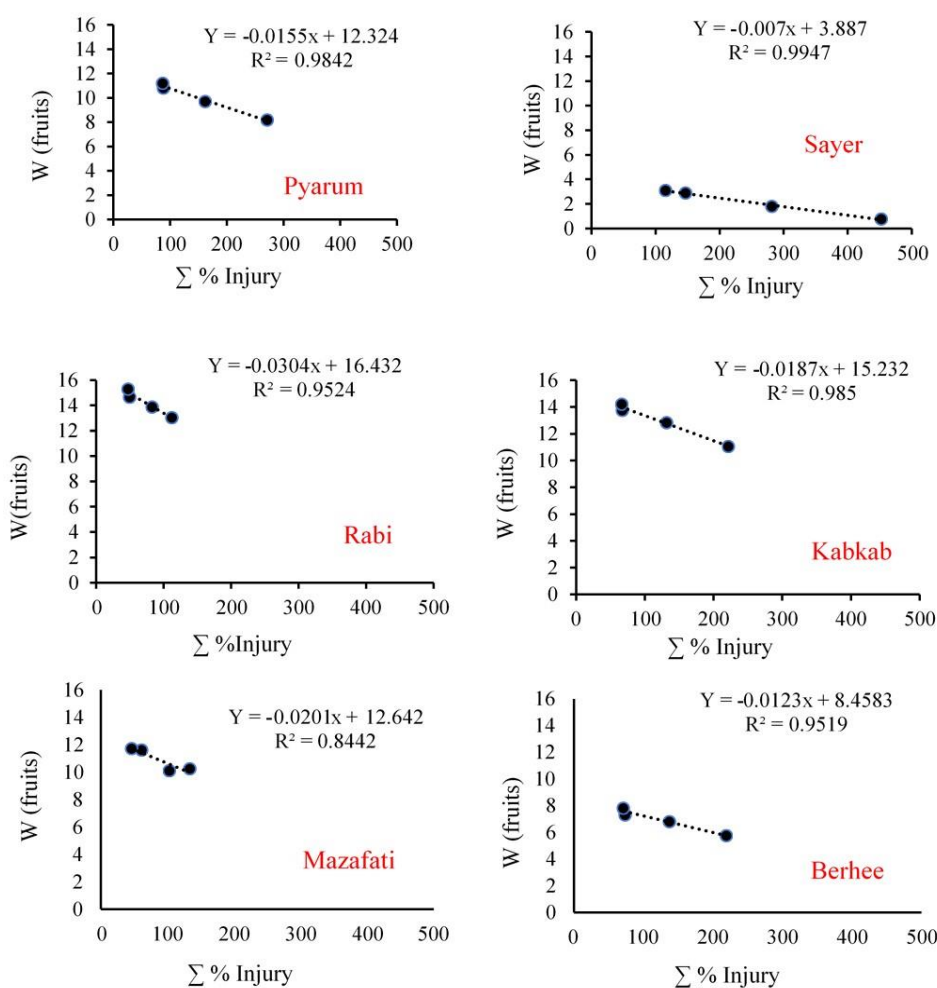 Y = -0.0155x + 12.324
R² = 0.9842
16
14
12
10
8
6
4
2
0
W (fruits)
Pyarum
0 100 200 300 400 500
∑ % Injury
Y = -0.007x + 3.887
R² = 0.9947
16
14
12
10
8
6
4
2
0
W (fruits)
Sayer
0 100 200 300 400 500
∑ % Injury
Y = -0.0304x + 16.432
R² = 0.9524
16
14
12
10
8
6
4
2
0
W(fruits)
Rabi
0 100 200 300 400 500
∑ %Injury
Y = -0.0187x + 15.232
R² = 0.985
16
14
12
10
8
6
4
2
0
W (fruits)
Kabkab
0 100 200 300 400 500
∑ % Injury
Y = -0.0201x + 12.642
R² = 0.8442
16
14
12
10
8
6
4
2
0
W (fruits)
Mazafati
0 100 200 300 400 500
∑ % Injury
Y = -0.0123x + 8.4583
R² = 0.9519
16
14
12
10
8
6
4
2
0
W (fruits)
Berhee
0 100 200 300 400 500
∑ % Injury